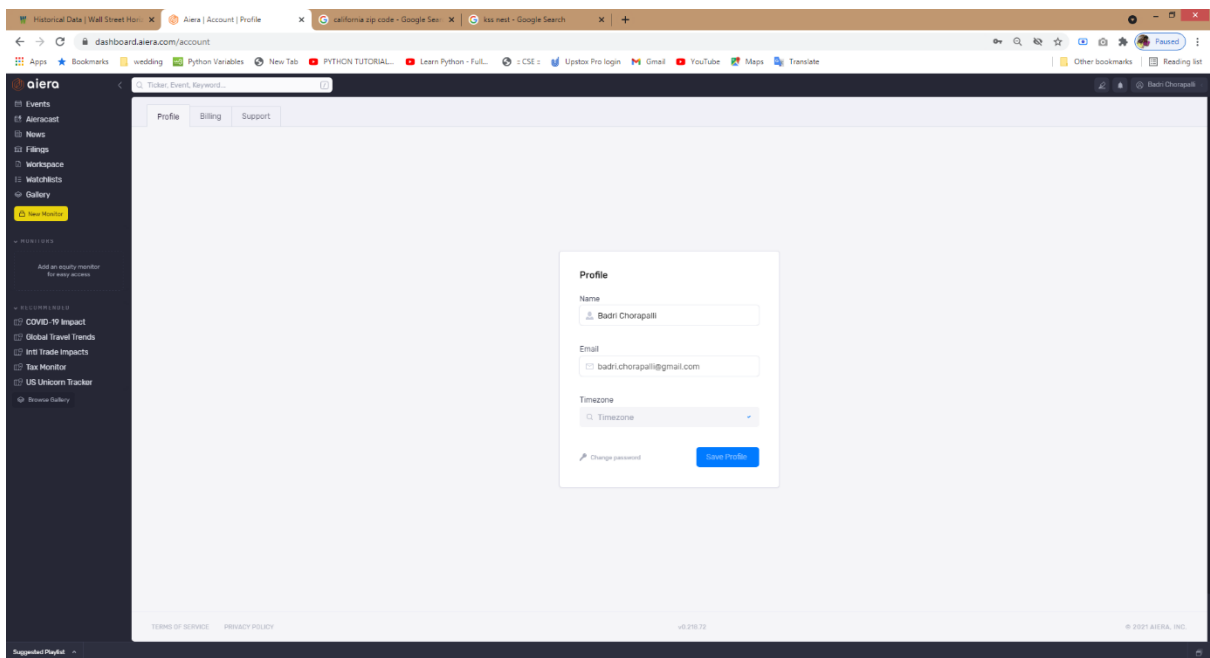 Historical Data | Wall Street Hori: Aiera | Account | Profile california zip code - Google Sear kss nest - Google Search
dashboard.aiera.com/account Paused
Apps Bookmarks wedding Python Variables New Tab PYTHON TUTORIAL... Learn Python - Full... :: CSE :: Upstox Pro login Gmail YouTube Maps Translate Other bookmarks Reading list
aiera
Ticker, Event, Keyword... /
Badri Chorapalli
Events
Aieracast
News
Filings
Workspace
Watchlists
Gallery
New Monitor
MONITORS
Add an equity monitor
for easy access
RECOMMENDED
COVID-19 Impact
Global Travel Trends
Intl Trade Impacts
Tax Monitor
US Unicorn Tracker
Browse Gallery
Profile Billing Support
Profile
Name
Badri Chorapalli
Email
badri.chorapalli@gmail.com
Timezone
Timezone
Change password Save Profile
TERMS OF SERVICE PRIVACY POLICY v0.210.72 © 2021 AIERA, INC.
Suggested Playlist